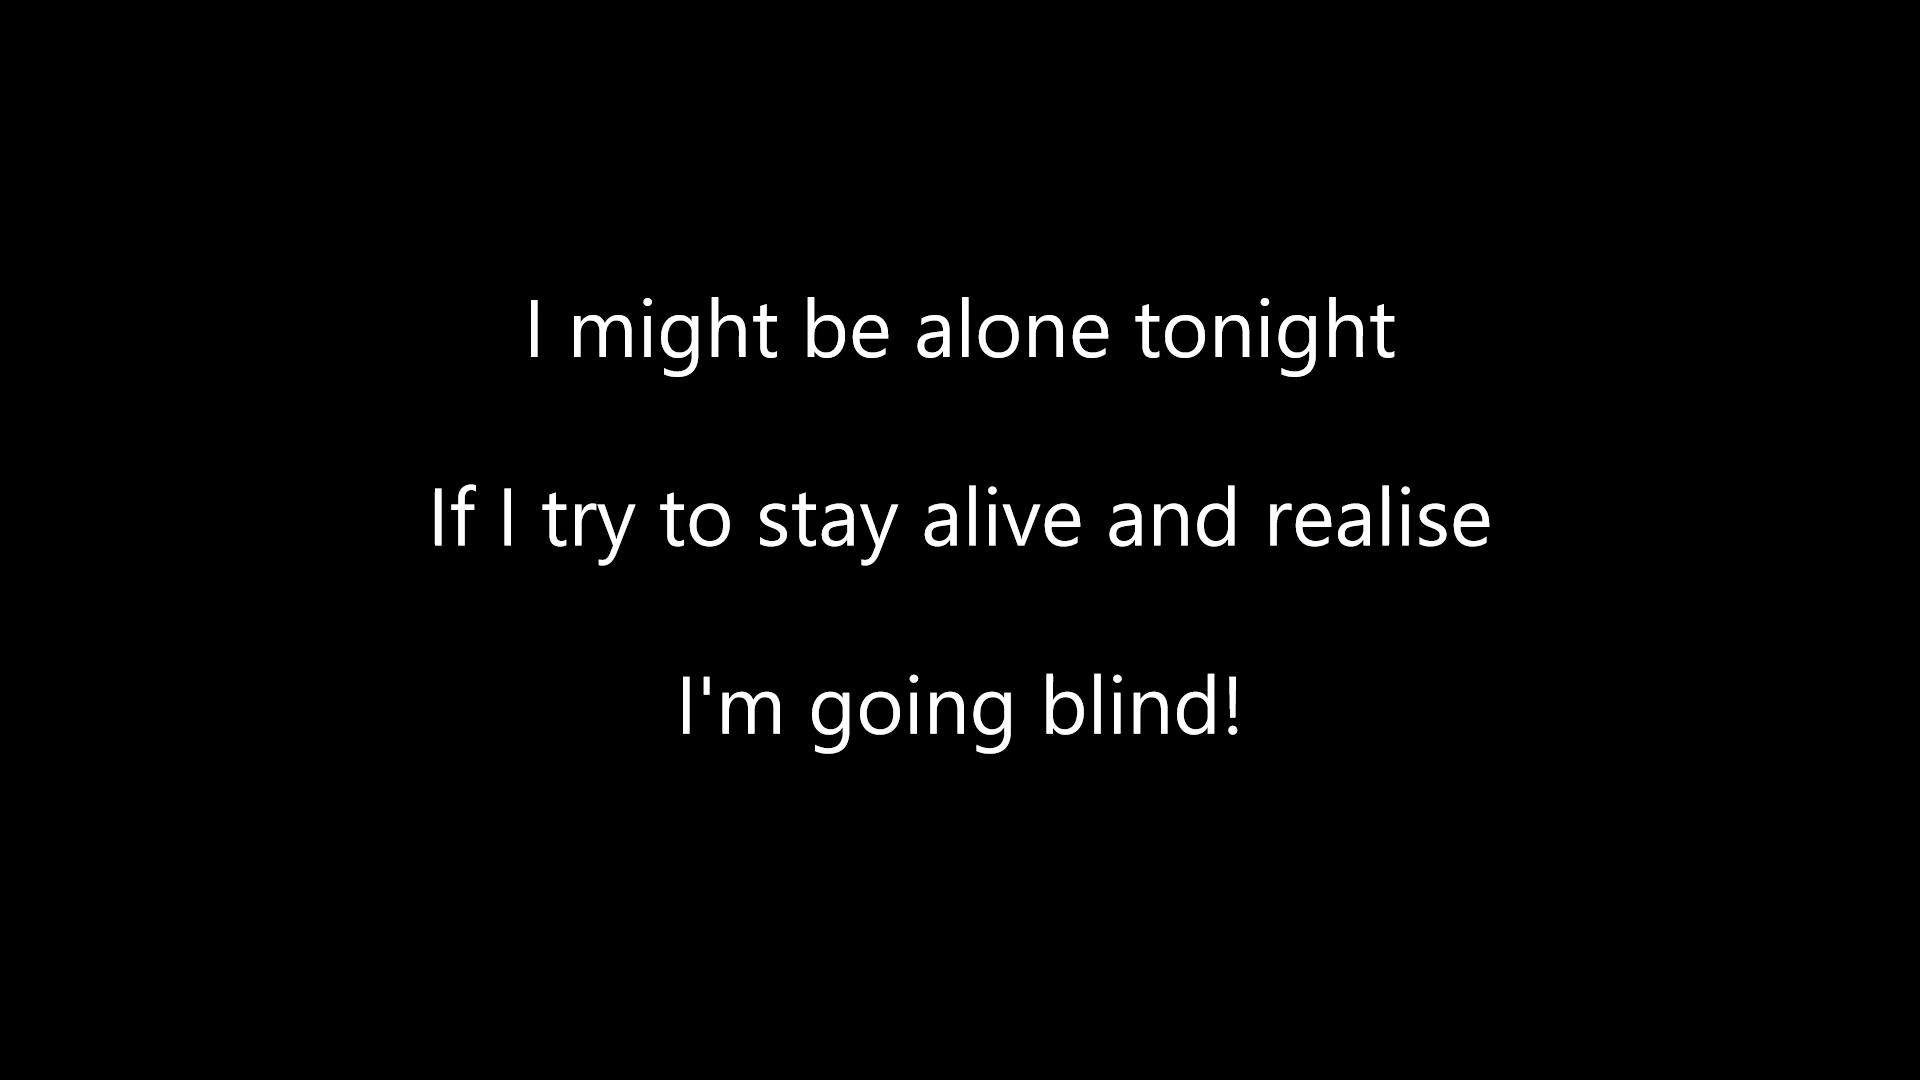 I might be alone tonight
If I try to stay alive and realise
I'm going blind!